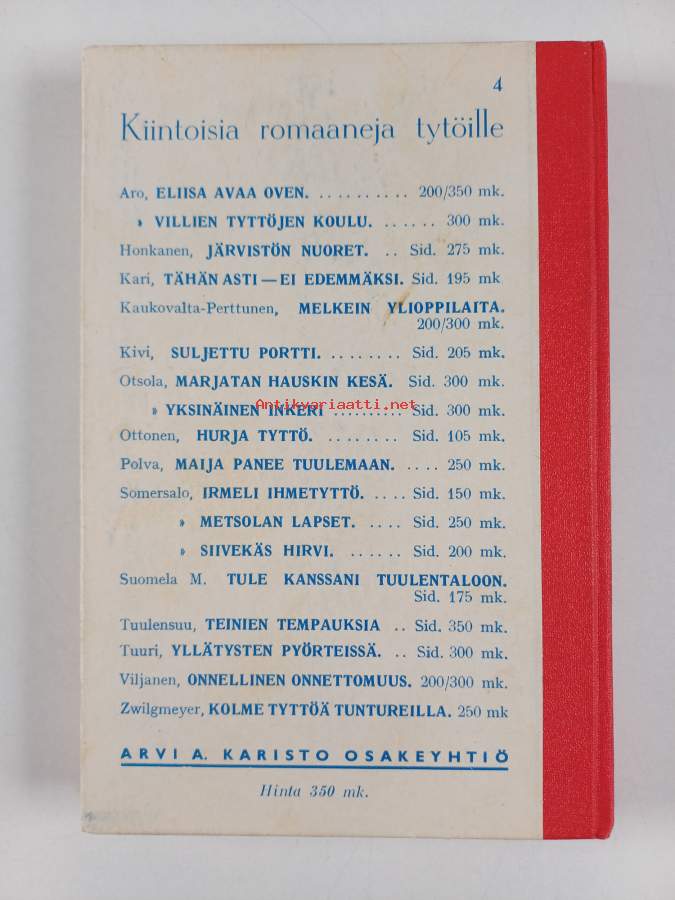 4
Kiintoisia romaaneja tytöille
Aro, ELIISA AVAA OVEN. .......... 200/350 mk.
» VILLIEN TYTTÖJEN KOULU. ...... 300 mk.
Honkanen, JÄRVISTÖN NUORET. .. Sid. 275 mk.
Kari, TÄHÄN ASTI — EI EDEMMÄKSI. Sid. 195 mk
Kaukovalta-Perttunen, MELKEIN YLIOPPILAITA.
200/300 mk.
Kivi, SULJETTU PORTTI. ........ Sid. 205 mk.
Otsola, MARJATAN HAUSKIN KESÄ. Sid. 300 mk.
» YKSINÄINEN INKERI .......... Sid. 300 mk.
Antikvariaatti.net
Ottonen, HURJA TYTTÖ. ........ Sid. 105 mk.
Polva, MAIJA PANEE TUULEMAAN. .... 250 mk.
Somersalo, IRMELI IHMETYTTÖ. .... Sid. 150 mk.
» METSOLAN LAPSET. .... Sid. 250 mk.
» SIIVEKÄS HIRVI. ...... Sid. 200 mk.
Suomela M. TULE KANSSANI TUULENTALOON.
Sid. 175 mk.
Tuulensuu, TEINIEN TEMPAUKSIA .. Sid. 350 mk.
Tuuri, YLLÄTYSTEN PYÖRTEISSÄ. .. Sid. 300 mk.
Viljanen, ONNELLINEN ONNETTOMUUS. 200/300 mk.
Zwilgmeyer, KOLME TYTTÖÄ TUNTUREILLA. 250 mk
ARVI A. KARISTO OSAKEYHTIÖ
Hinta 350 mk.